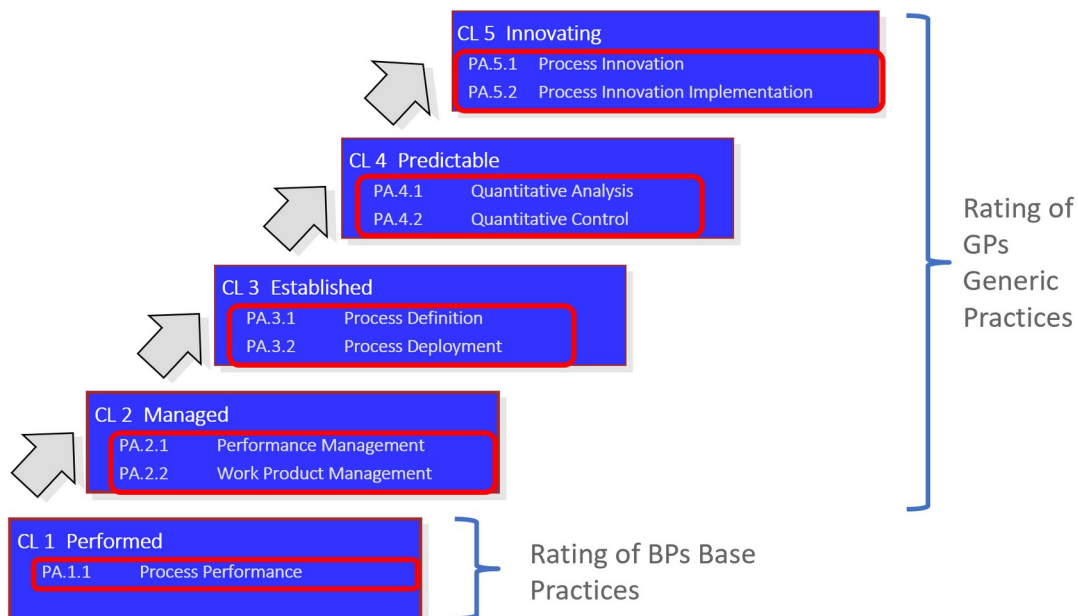 CL 5 Innovating
PA.5.1 Process Innovation
PA.5.2 Process Innovation Implementation
CL 4 Predictable
PA.4.1 Quantitative Analysis
PA.4.2 Quantitative Control
Rating of
GPs
Generic
Practices
CL 3 Established
PA.3.1 Process Definition
PA.3.2 Process Deployment
CL 2 Managed
PA.2.1 Performance Management
PA.2.2 Work Product Management
CL 1 Performed
PA.1.1 Process Performance
Rating of BPs Base
Practices